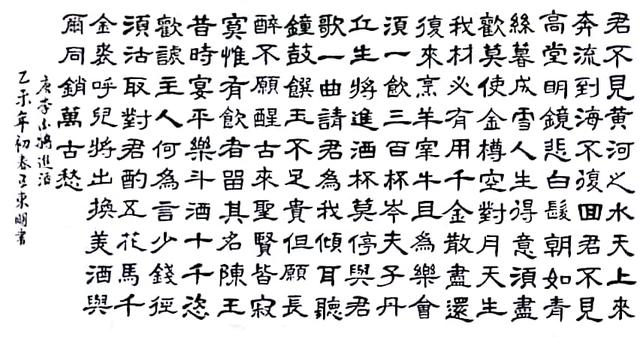 君不見黃河之水天上來
奔流到海不復回君不見
高堂明鏡悲白髮朝如青
絲暮成雪人生得意須盡
歡莫使金樽空對月天生
我材必有用千金散盡還
復來烹羊宰牛且為樂會
須一飲三百杯岑夫子丹
丘生將進酒杯莫停與君
歌一曲請君為我傾耳聽
鐘鼓饌玉不足貴但願長
醉不願醒古來聖賢皆寂
寞惟有飲者留其名陳王
昔時宴平樂斗酒十千恣
歡謔主人何為言少錢徑
須沽取對君酌五花馬千
金裘呼兒將出換美酒與
爾同銷萬古愁
唐李白將進酒
乙未年初春東明書